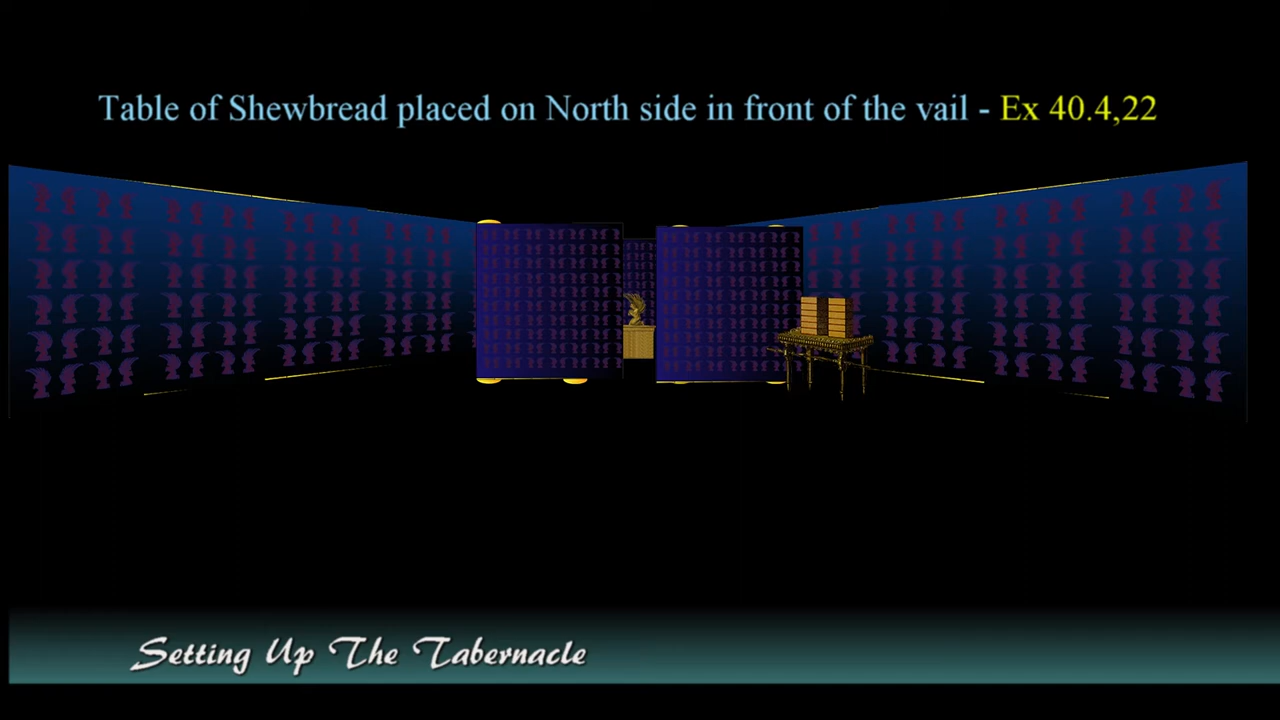 Table of Shewbread placed on North side in front of the vail - Ex 40.4,22
Setting Up The Tabernacle